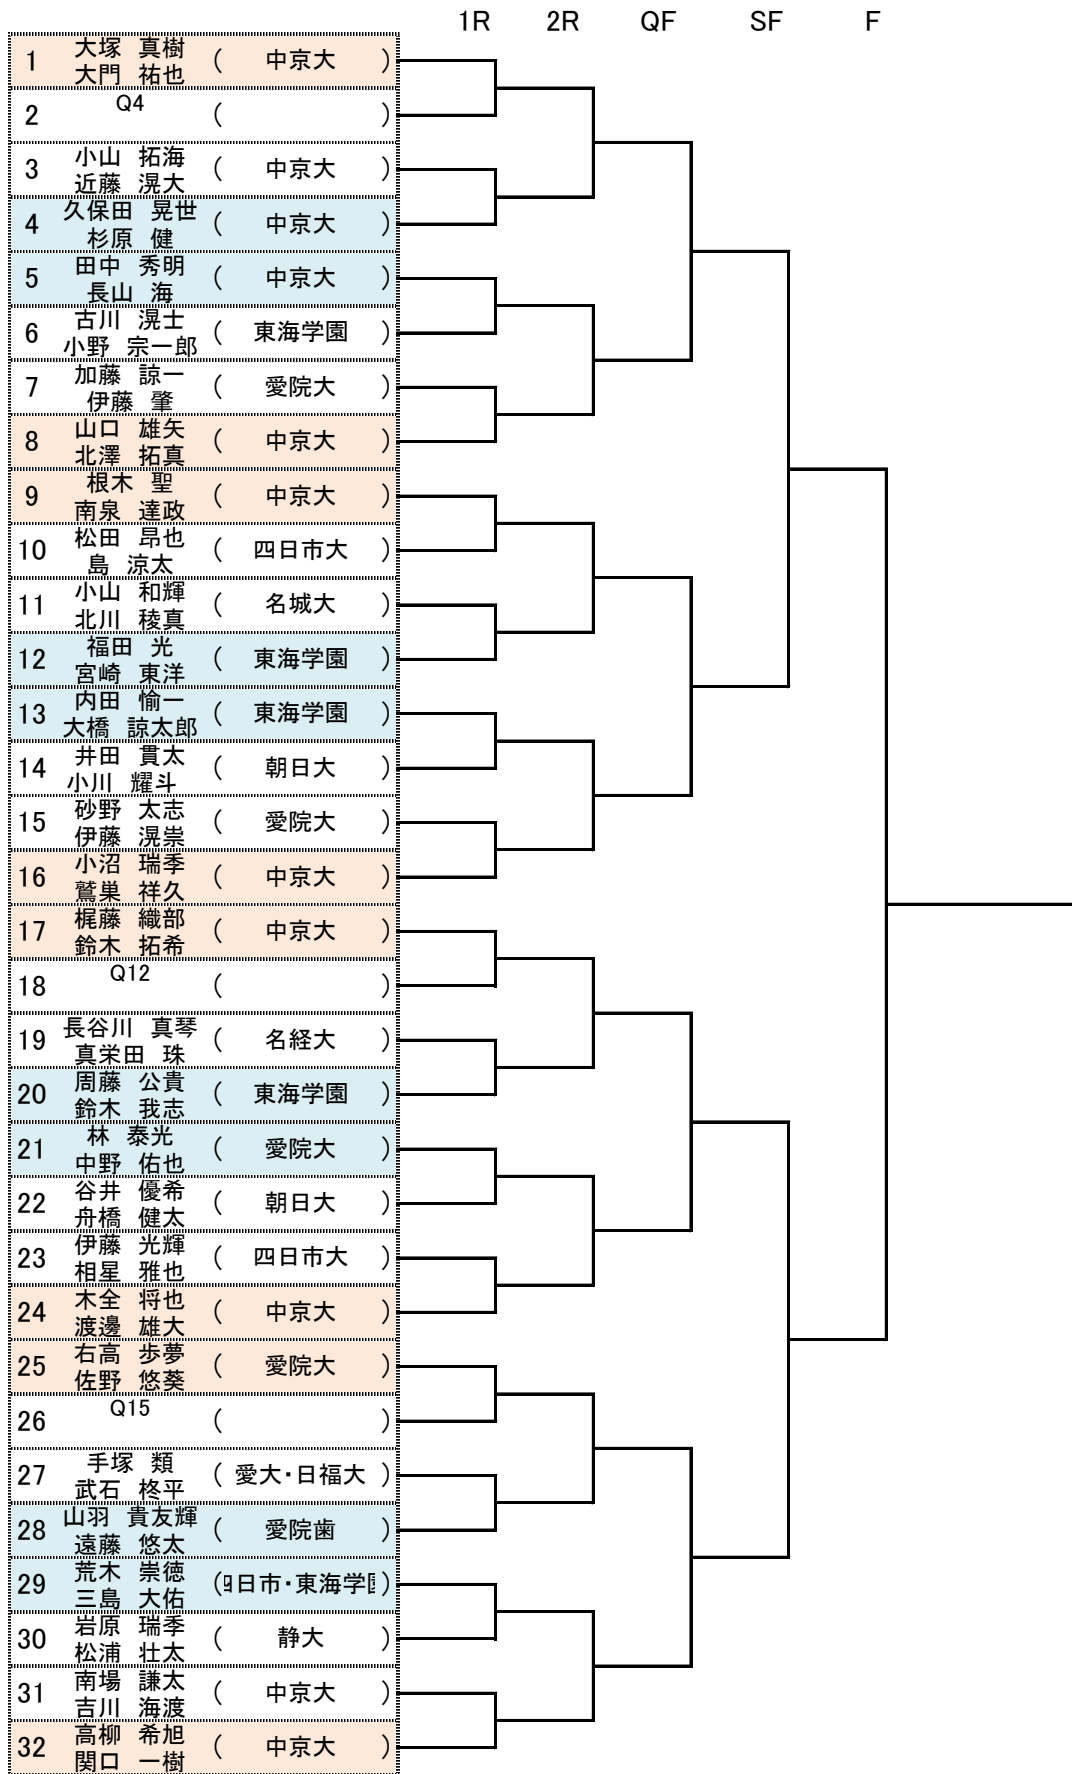 1R 2R QF SF F
大塚 真樹
1 ( 中京大 )
大門 祐也
Q4
2 ( )
小山 拓海
3 ( 中京大 )
近藤 滉大
久保田 晃世
4 ( 中京大 )
杉原 健
田中 秀明
5 ( 中京大 )
長山 海
古川 滉士
6 ( 東海学園 )
小野 宗一郎
加藤 諒一
7 ( 愛院大 )
伊藤 肇
山口 雄矢
8 ( 中京大 )
北澤 拓真
根木 聖
9 ( 中京大 )
南泉 達政
松田 昂也
10 ( 四日市大 )
島 涼太
小山 和輝
11 ( 名城大 )
北川 稜真
福田 光
12 ( 東海学園 )
宮崎 東洋
内田 愉一
13 ( 東海学園 )
大橋 諒太郎
井田 貫太
14 ( 朝日大 )
小川 耀斗
砂野 太志
15 ( 愛院大 )
伊藤 滉崇
小沼 瑞季
16 ( 中京大 )
鷲巣 祥久
梶藤 織部
17 ( 中京大 )
鈴木 拓希
Q12
18 ( )
長谷川 真琴
19 ( 名経大 )
真栄田 珠
周藤 公貴
20 ( 東海学園 )
鈴木 我志
林 泰光
21 ( 愛院大 )
中野 佑也
谷井 優希
22 ( 朝日大 )
舟橋 健太
伊藤 光輝
23 ( 四日市大 )
相星 雅也
木全 将也
24 ( 中京大 )
渡邊 雄大
右高 歩夢
25 ( 愛院大 )
佐野 悠葵
Q15
26 ( )
手塚 類
27 ( 愛大・日福大 )
武石 柊平
山羽 貴友輝
28 ( 愛院歯 )
遠藤 悠太
荒木 崇徳
29 (四日市・東海学園)
三島 大佑
岩原 瑞季
30 ( 静大 )
松浦 壮太
南場 謙太
31 ( 中京大 )
吉川 海渡
高柳 希旭
32 ( 中京大 )
関口 一樹